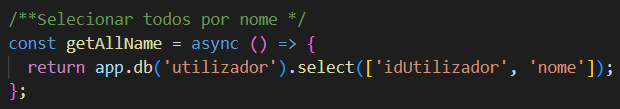 /**Selecionar todos por nome */
const getAllName = async () => {
  return app.db('utilizador').select(['idUtilizador', 'nome']);
};